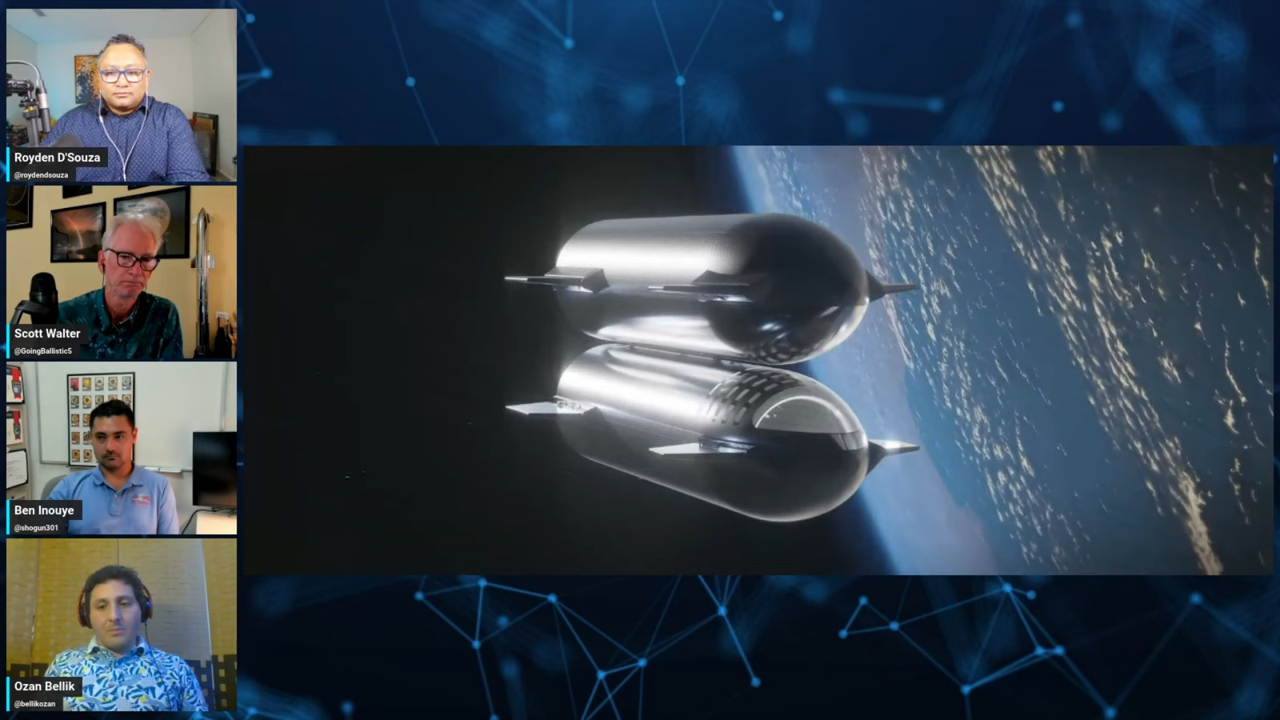 Royden D'Souza
@roydendsouza
Scott Walter
@GoingBallistic5
Ben Inouye
@shogun301
Ozan Bellik
@bellikozan